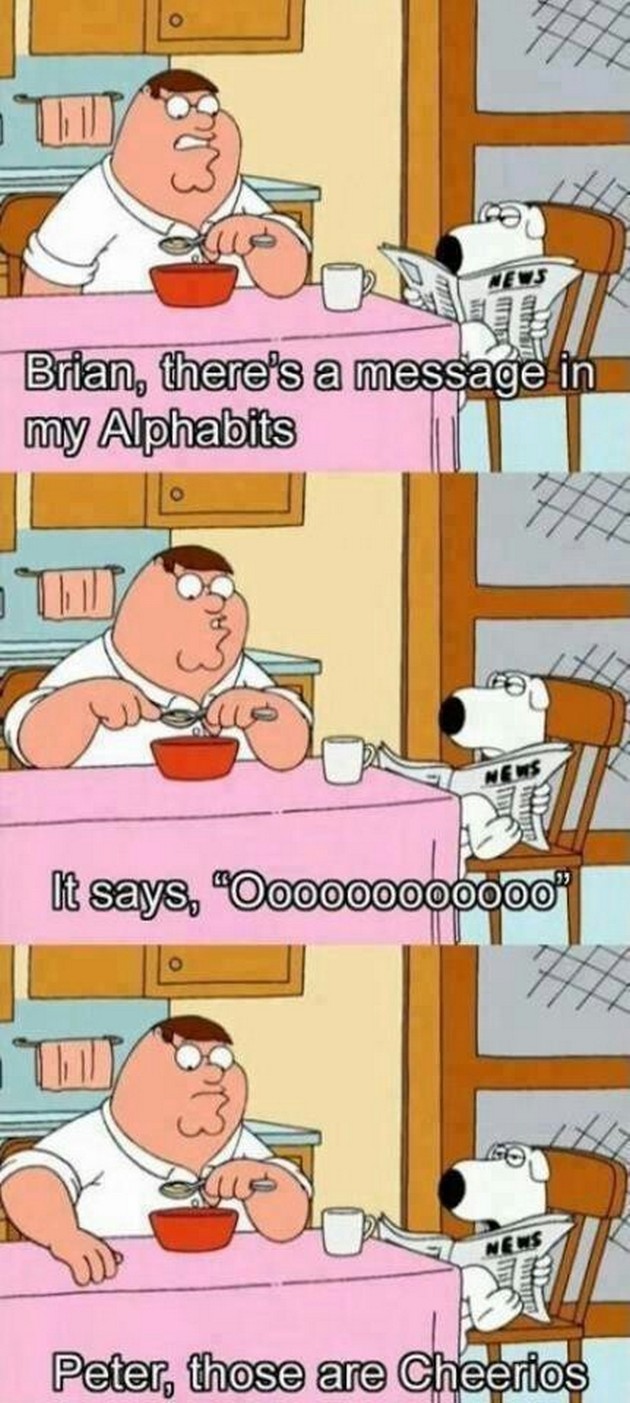 NEWS
Brian, there's a message in
my Alphabits
NEWS
It says, “Oooooooooooo”
NEWS
Peter, those are Cheerios